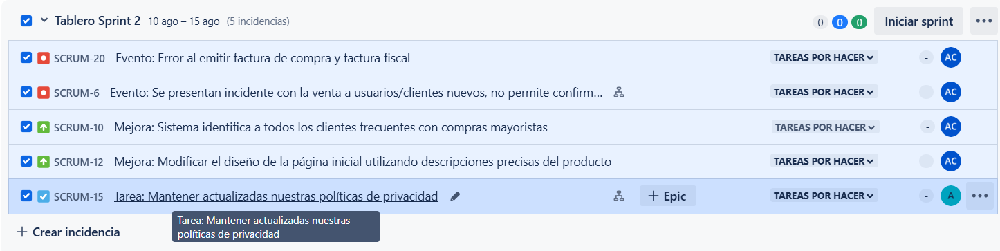 Tablero Sprint 2 10 ago – 15 ago (5 incidencias) 0 0 0 Iniciar sprint
SCRUM-20 Evento: Error al emitir factura de compra y factura fiscal TAREAS POR HACER - AC
SCRUM-6 Evento: Se presentan incidente con la venta a usuarios/clientes nuevos, no permite confirm... TAREAS POR HACER - AC
SCRUM-10 Mejora: Sistema identifica a todos los clientes frecuentes con compras mayoristas TAREAS POR HACER - AC
SCRUM-12 Mejora: Modificar el diseño de la página inicial utilizando descripciones precisas del producto TAREAS POR HACER - AC
SCRUM-15 Tarea: Mantener actualizadas nuestras políticas de privacidad + Epic TAREAS POR HACER - A
Tarea: Mantener actualizadas nuestras
políticas de privacidad
+ Crear incidencia